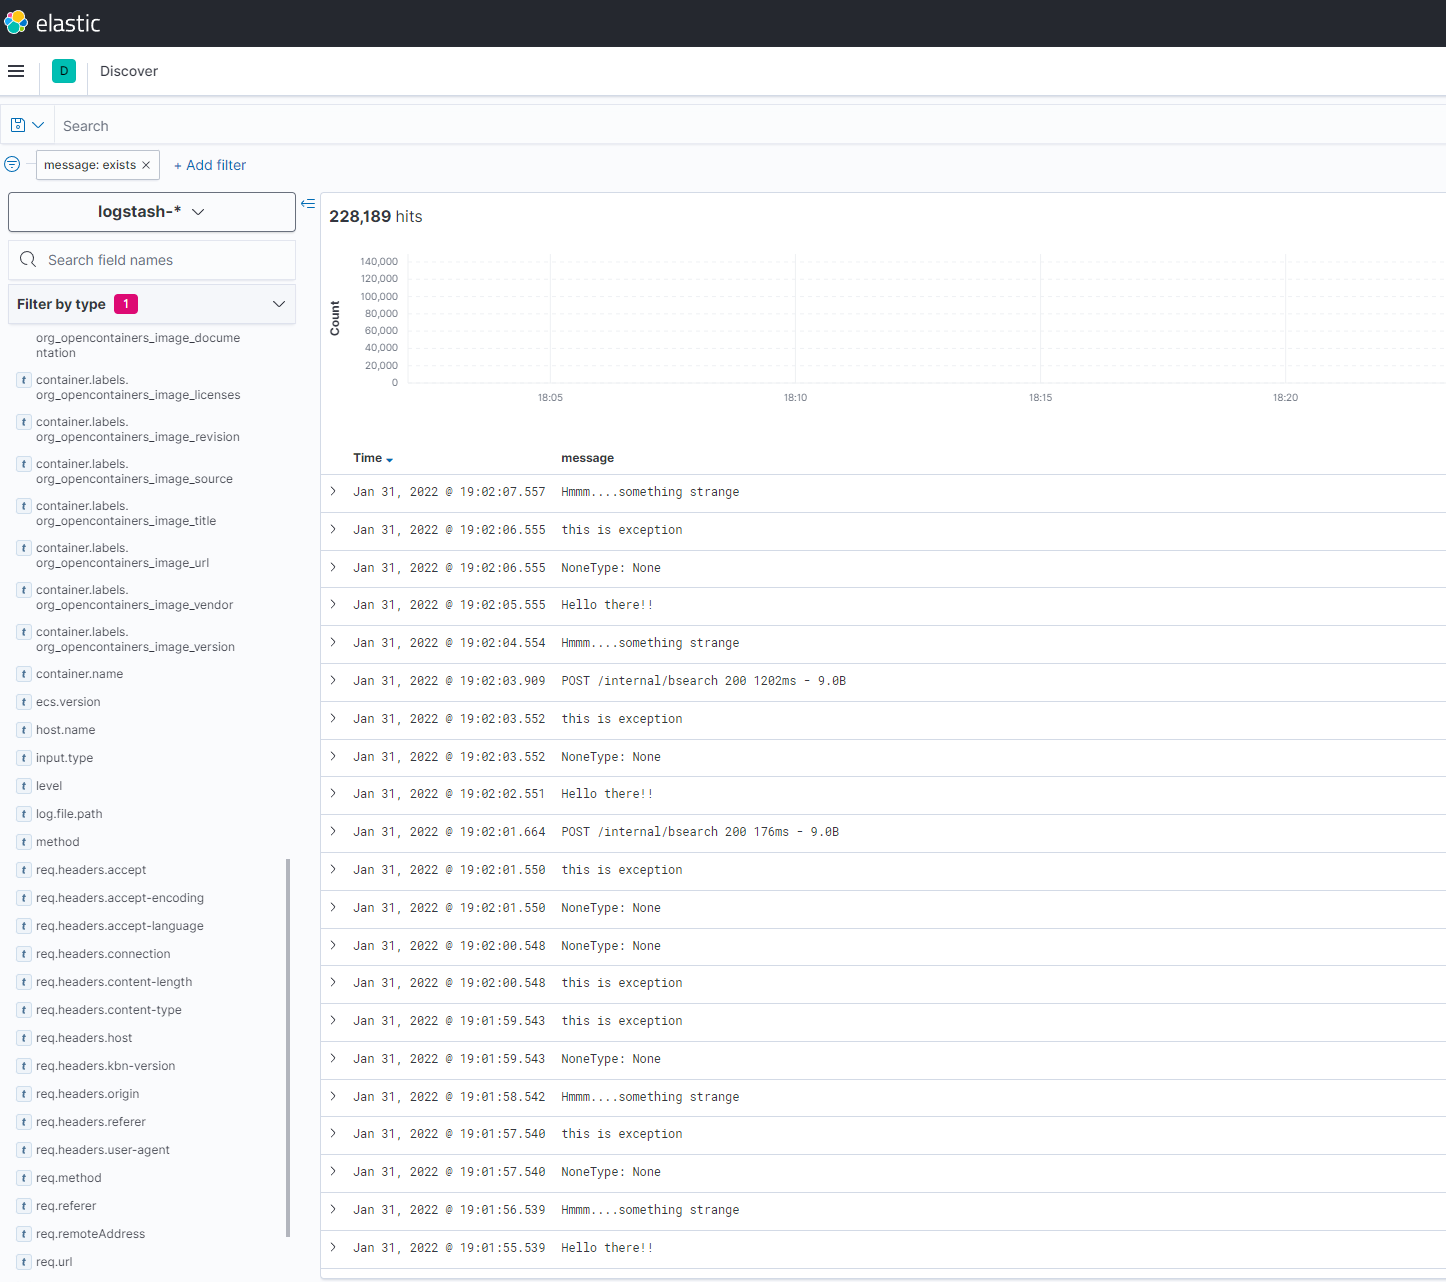 elastic
D
Discover
Search
message: exists ×
+ Add filter
logstash-*
Search field names
Filter by type 1
org_opencontainers_image_docume
ntation
t container.labels.
org_opencontainers_image_licenses
t container.labels.
org_opencontainers_image_revision
t container.labels.
org_opencontainers_image_source
t container.labels.
org_opencontainers_image_title
t container.labels.
org_opencontainers_image_url
t container.labels.
org_opencontainers_image_vendor
t container.labels.
org_opencontainers_image_version
t container.name
t ecs.version
t host.name
t input.type
t level
t log.file.path
t method
t req.headers.accept
t req.headers.accept-encoding
t req.headers.accept-language
t req.headers.connection
t req.headers.content-length
t req.headers.content-type
t req.headers.host
t req.headers.kbn-version
t req.headers.origin
t req.headers.referer
t req.headers.user-agent
t req.method
t req.referer
t req.remoteAddress
t req.url
228,189 hits
Count
140,000
120,000
100,000
80,000
60,000
40,000
20,000
0
18:05 18:10 18:15 18:20
Time message
Jan 31, 2022 @ 19:02:07.557 Hmmm....something strange
Jan 31, 2022 @ 19:02:06.555 this is exception
Jan 31, 2022 @ 19:02:06.555 NoneType: None
Jan 31, 2022 @ 19:02:05.555 Hello there!!
Jan 31, 2022 @ 19:02:04.554 Hmmm....something strange
Jan 31, 2022 @ 19:02:03.909 POST /internal/bsearch 200 1202ms - 9.0B
Jan 31, 2022 @ 19:02:03.552 this is exception
Jan 31, 2022 @ 19:02:03.552 NoneType: None
Jan 31, 2022 @ 19:02:02.551 Hello there!!
Jan 31, 2022 @ 19:02:01.664 POST /internal/bsearch 200 176ms - 9.0B
Jan 31, 2022 @ 19:02:01.550 this is exception
Jan 31, 2022 @ 19:02:01.550 NoneType: None
Jan 31, 2022 @ 19:02:00.548 NoneType: None
Jan 31, 2022 @ 19:02:00.548 this is exception
Jan 31, 2022 @ 19:01:59.543 this is exception
Jan 31, 2022 @ 19:01:59.543 NoneType: None
Jan 31, 2022 @ 19:01:58.542 Hmmm....something strange
Jan 31, 2022 @ 19:01:57.540 this is exception
Jan 31, 2022 @ 19:01:57.540 NoneType: None
Jan 31, 2022 @ 19:01:56.539 Hmmm....something strange
Jan 31, 2022 @ 19:01:55.539 Hello there!!